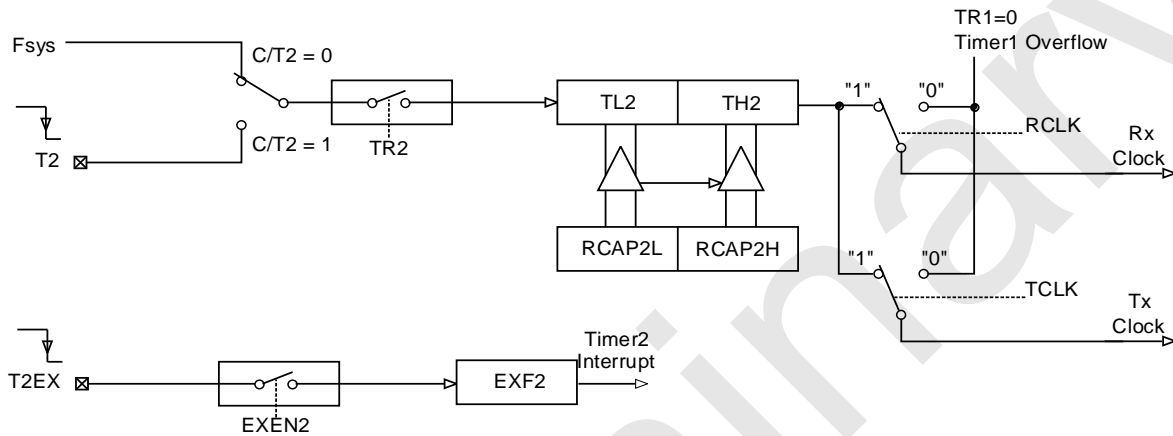 TR1=0
Timer1 Overflow
Fsys
C/T2 = 0
"1"
"0"
TL2
TH2
RCLK
Rx
Clock
T2
C/T2 = 1
TR2
RCAP2L
RCAP2H
"1"
"0"
TCLK
Tx
Clock
Timer2
Interrupt
T2EX
EXF2
EXEN2